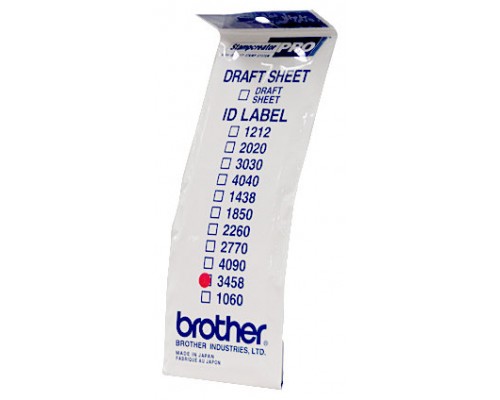 Stampcreator PRO
DRAFT SHEET
DRAFT
SHEET
ID LABEL
1212
2020
3030
4040
1438
1850
2260
2770
4090
3458
1060
brother®
BROTHER INDUSTRIES, LTD.
MADE IN JAPAN
FABRIQUE AU JAPON